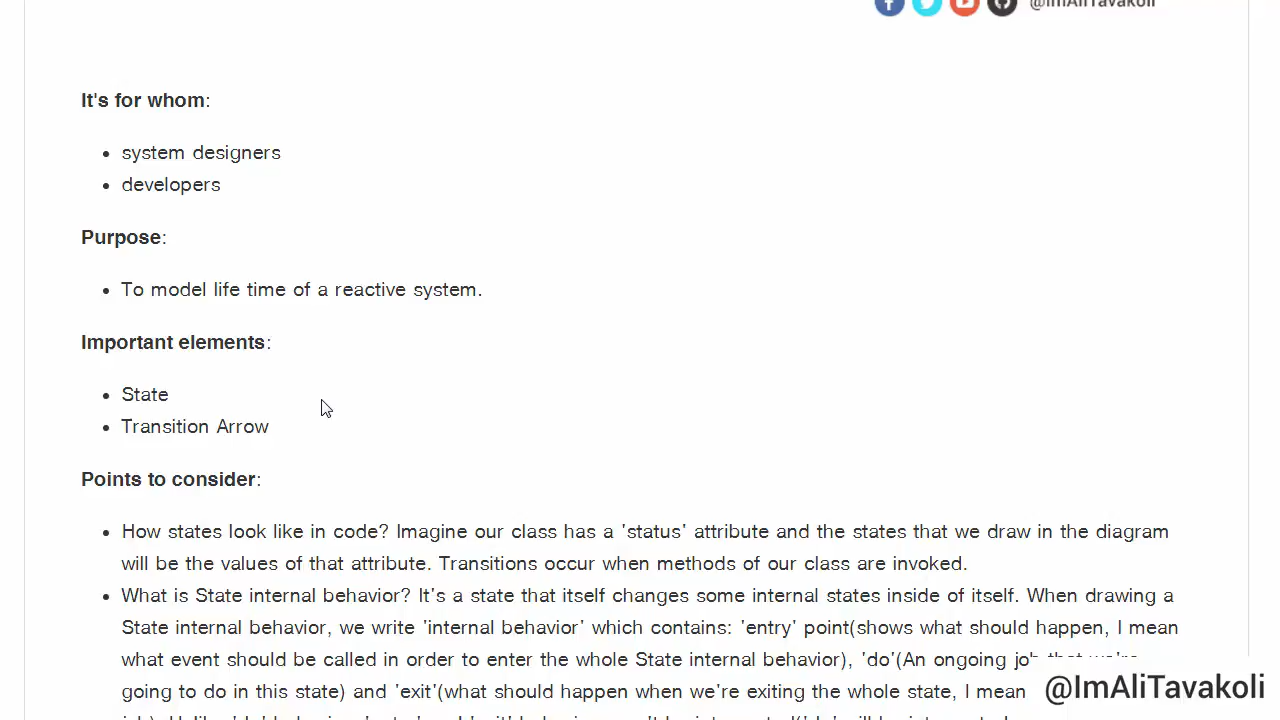 @ImAliTavakoli
It's for whom:
• system designers
• developers
Purpose:
• To model life time of a reactive system.
Important elements:
• State
• Transition Arrow
Points to consider:
• How states look like in code? Imagine our class has a 'status' attribute and the states that we draw in the diagram
will be the values of that attribute. Transitions occur when methods of our class are invoked.
• What is State internal behavior? It's a state that itself changes some internal states inside of itself. When drawing a
State internal behavior, we write 'internal behavior' which contains: 'entry' point(shows what should happen, I mean
what event should be called in order to enter the whole State internal behavior), 'do'(An ongoing job that we're
going to do in this state) and 'exit'(what should happen when we're exiting the whole state, I mean
@ImAliTavakoli